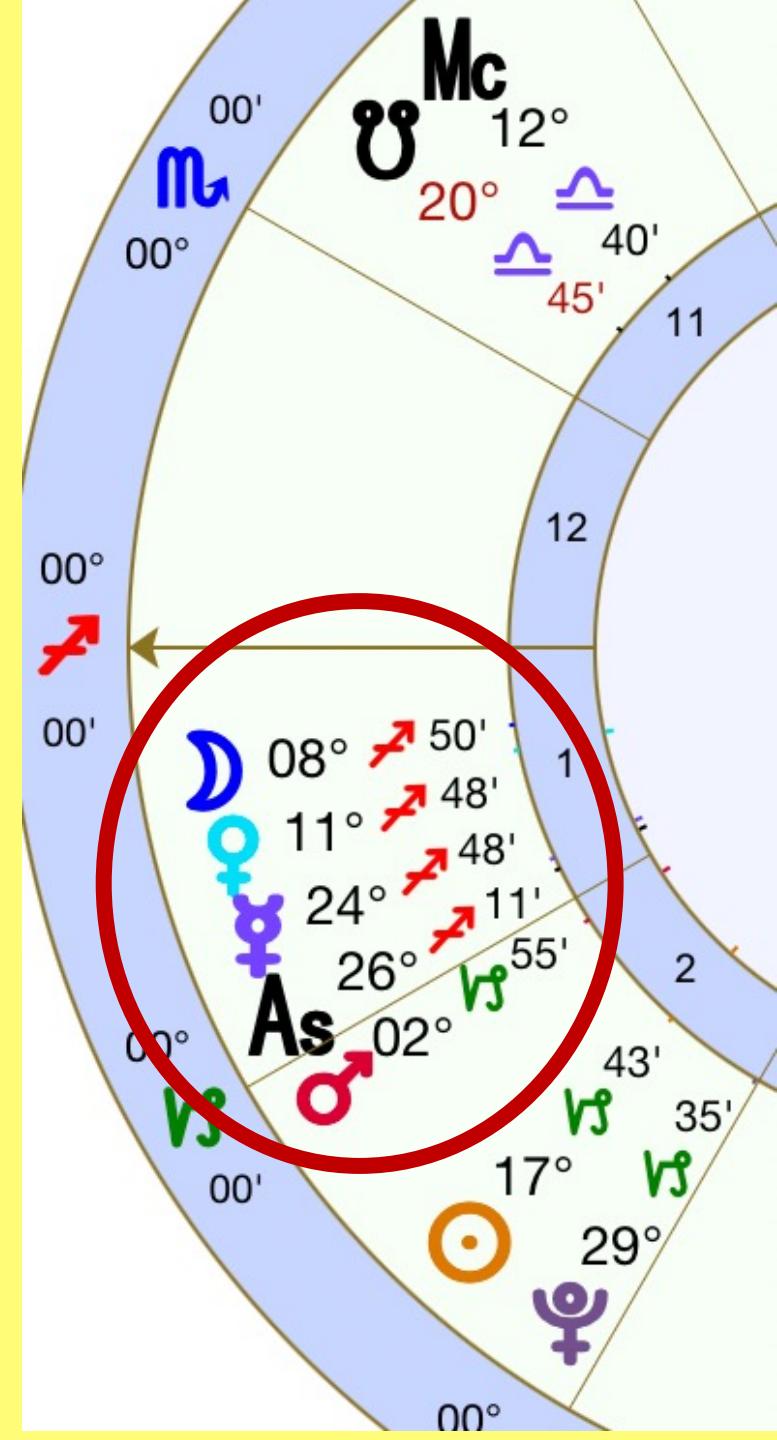 Mc 12° ♎ 40'
☋ 20° ♎ 45'
00' ♏ 00°
11
12
00° ♐ 00'
☽ 08° ♐ 50'
♀ 11° ♐ 48'
☿ 24° ♐ 48'
As 26° ♐ 11'
1
♂ 02° ♑ 55'
2
00° ♑ 00'
☉ 17° ♑ 43'
♇ 29° ♑ 35'
00°